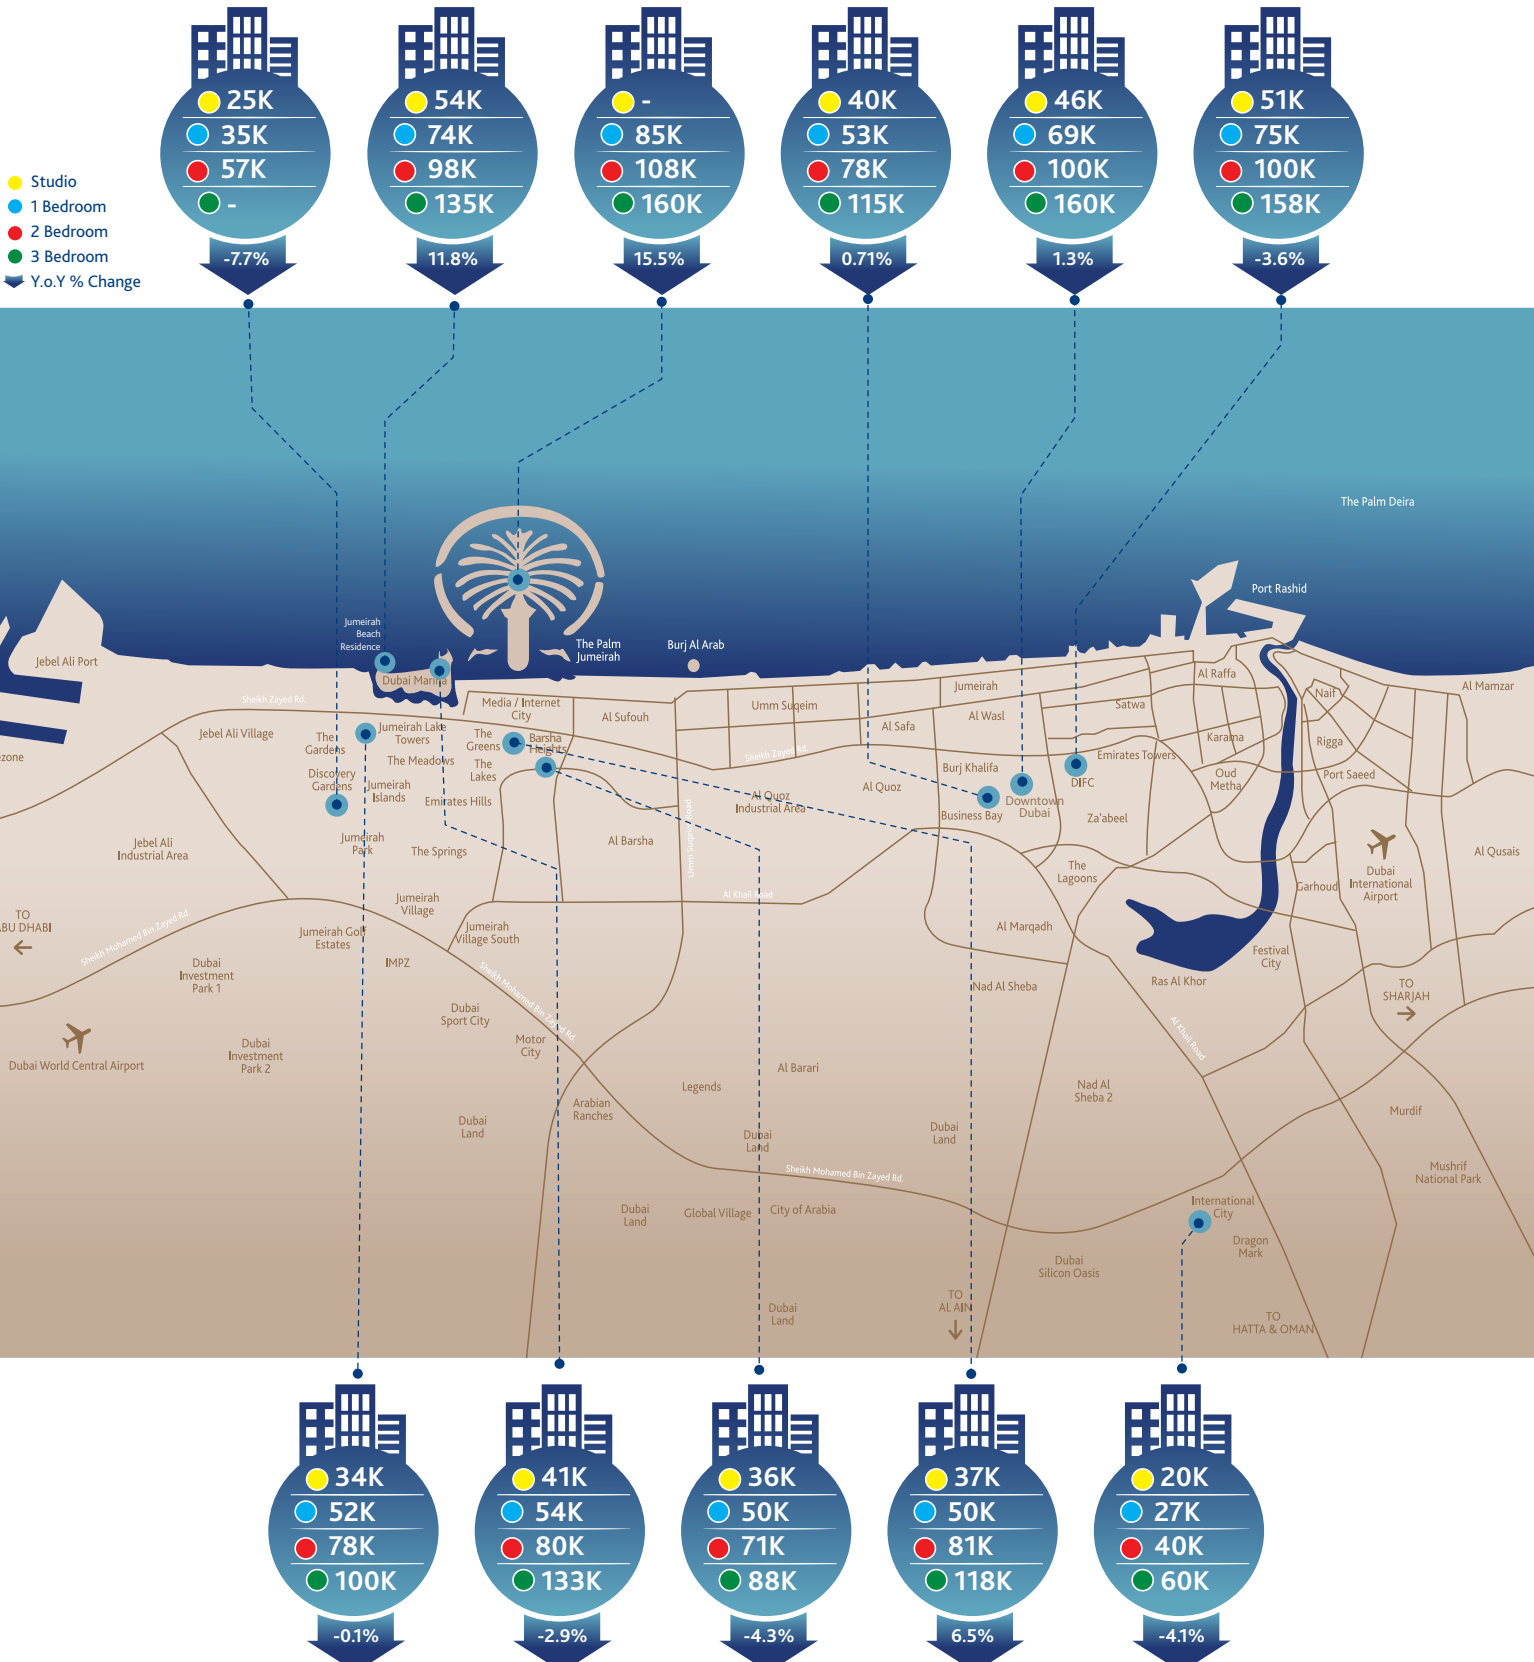 25K
35K
57K
-
-7.7%
54K
74K
98K
135K
11.8%
-
85K
108K
160K
15.5%
40K
53K
78K
115K
0.71%
46K
69K
100K
160K
1.3%
51K
75K
100K
158K
-3.6%
Studio
1 Bedroom
2 Bedroom
3 Bedroom
Y.o.Y % Change
The Palm Deira
Port Rashid
Jumeirah
Beach
Residence
The Palm
Jumeirah
Burj Al Arab
Jebel Ali Port
Dubai Marina
Sheikh Zayed Rd.
Media / Internet
City
Al Sufouh
Umm Suqeim
Jumeirah
Al Raffa
Naif
Al Mamzar
Al Safa
Al Wasl
Satwa
Jebel Ali Village
The
Gardens
Jumeirah Lake
Towers
The
Greens
Barsha
Heights
Sheikh Zayed Rd.
Karama
Rigga
zone
The Meadows
The
Lakes
Burj Khalifa
Emirates Towers
Discovery
Gardens
Jumeirah
Islands
Emirates Hills
Al Quoz
Industrial Area
Al Quoz
DIFC
Oud
Metha
Port Saeed
Downtown
Dubai
Business Bay
Za'abeel
Umm Suqeim Road
Jebel Ali
Industrial Area
Jumeirah
Park
The Springs
Al Barsha
The
Lagoons
Garhoud
Dubai
International
Airport
Al Qusais
Al Khail Road
TO
ABU DHABI
Sheikh Mohamed Bin Zayed Rd.
Jumeirah
Village
Jumeirah Golf
Estates
Jumeirah
Village South
Al Marqadh
Festival
City
Dubai
Investment
Park 1
IMPZ
Sheikh Mohamed Bin Zayed Rd.
Nad Al Sheba
Ras Al Khor
TO
SHARJAH
Dubai
Sport City
Motor
City
Al Khail Road
Dubai World Central Airport
Dubai
Investment
Park 2
Al Barari
Legends
Nad Al
Sheba 2
Arabian
Ranches
Murdif
Dubai
Land
Dubai
Land
Dubai
Land
Sheikh Mohamed Bin Zayed Rd.
Mushrif
National Park
Dubai
Land
Global Village
City of Arabia
International
City
Dragon
Mark
Dubai
Silicon Oasis
TO
AL AIN
Dubai
Land
TO
HATTA & OMAN
34K
52K
78K
100K
-0.1%
41K
54K
80K
133K
-2.9%
36K
50K
71K
88K
-4.3%
37K
50K
81K
118K
6.5%
20K
27K
40K
60K
-4.1%